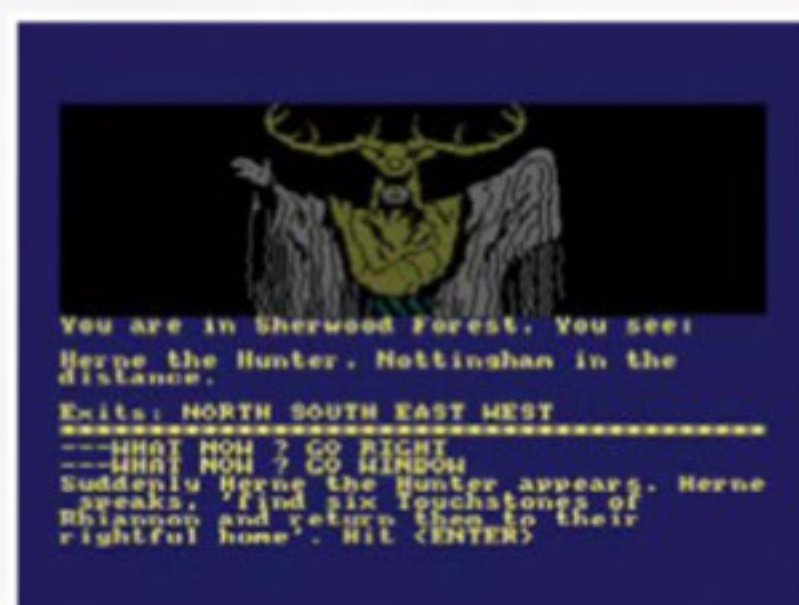 You are in Sherwood Forest. You see:
Herne the Hunter. Nottingham in the
distance.
Exits: NORTH SOUTH EAST WEST
---WHAT NOW ? GO RIGHT
---WHAT NOW ? GO WINDOW
Suddenly Herne the Hunter appears. Herne
speaks, 'find six Touchstones of
Rhiannon and return them to their
rightful home'. Hit <ENTER>